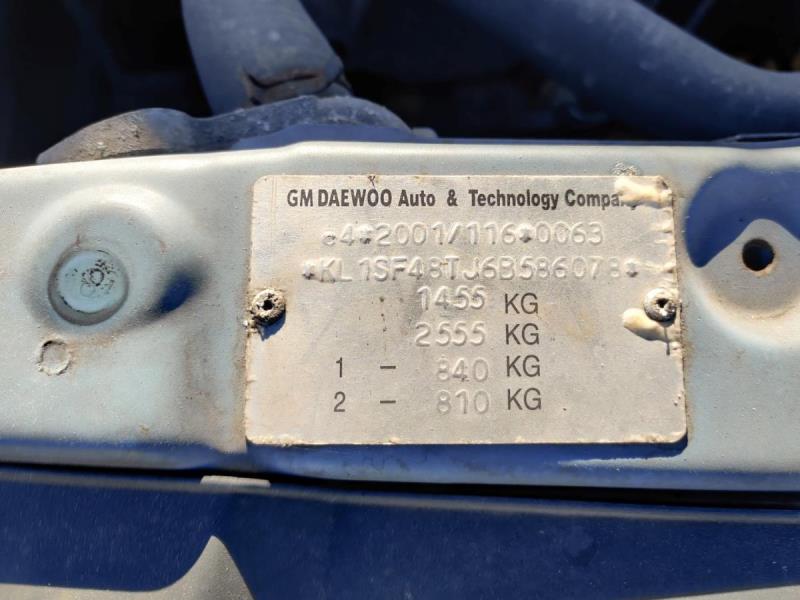 GM DAEWOO Auto & Technology Company
e4*2001/116*0063
*KL1SF48TJ6B586078*
1455 KG
2555 KG
1 - 840 KG
2 - 810 KG